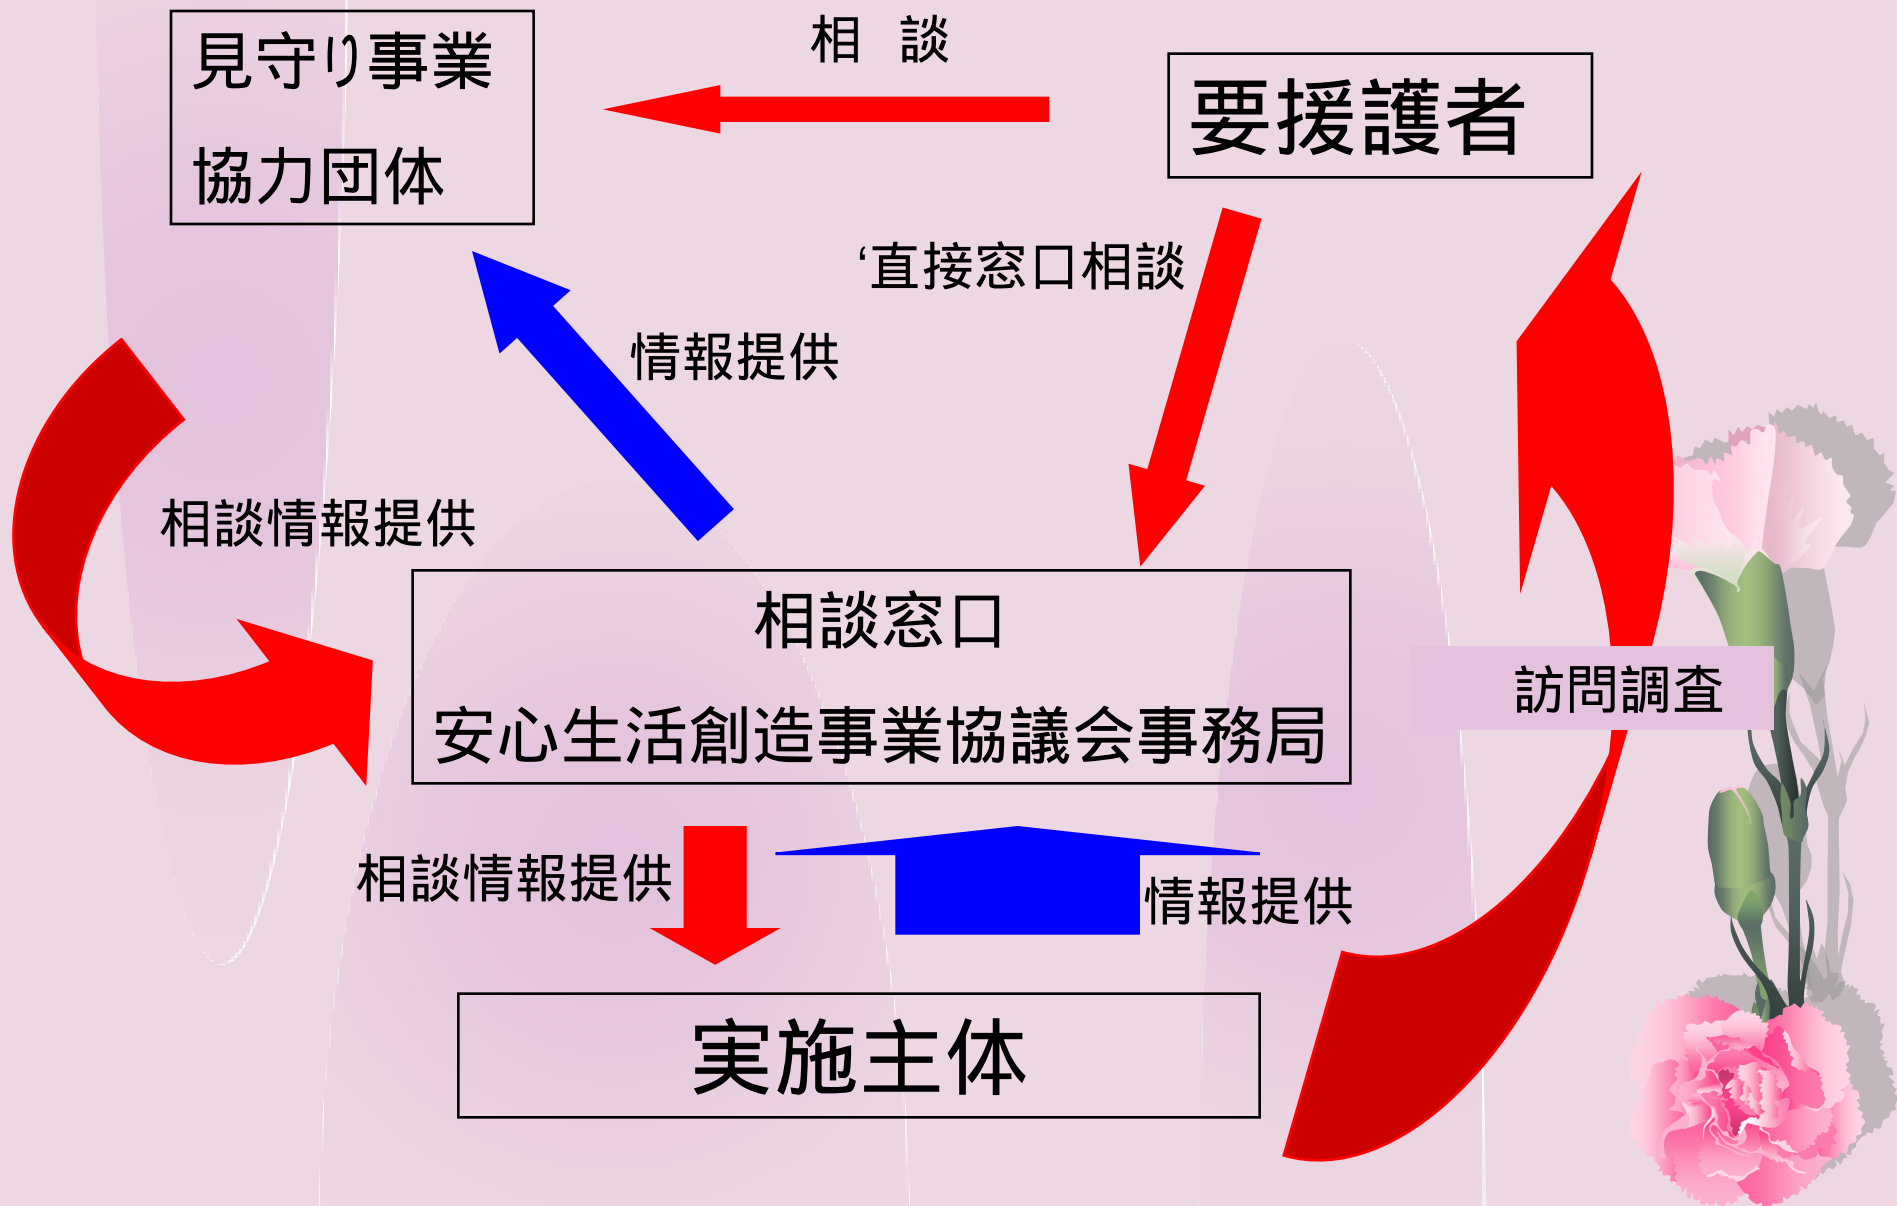 見守り事業
協力団体
相 談
要援護者
‘直接窓口相談
情報提供
相談情報提供
相談窓口
安心生活創造事業協議会事務局
訪問調査
相談情報提供
情報提供
実施主体